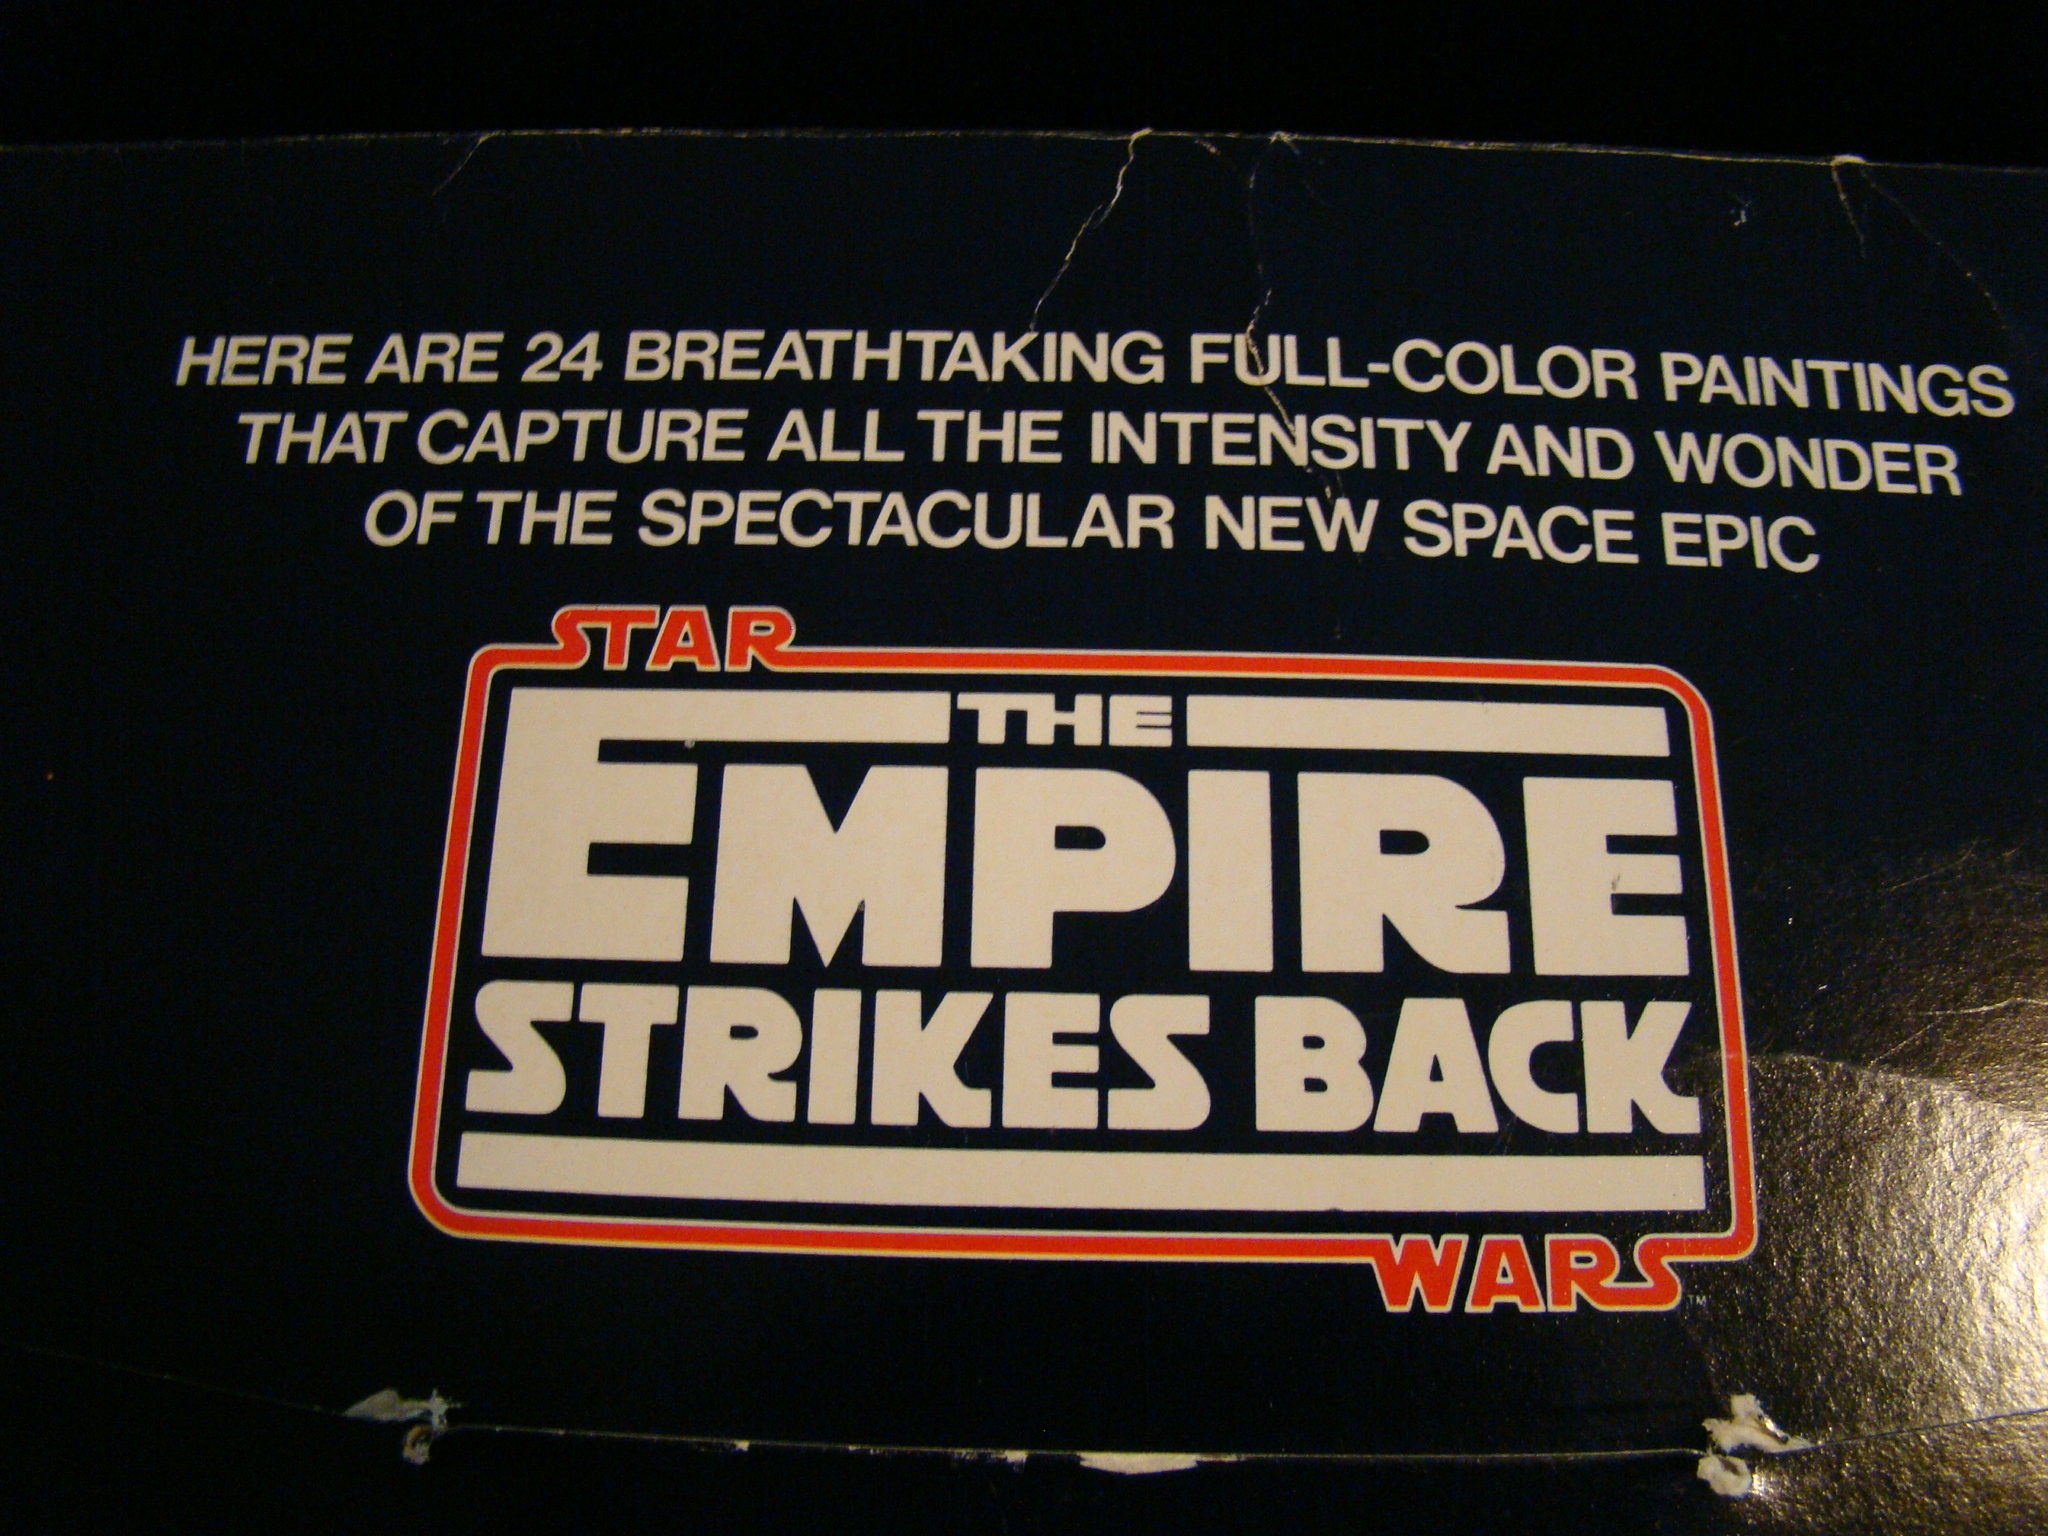 HERE ARE 24 BREATHTAKING FULL-COLOR PAINTINGS
THAT CAPTURE ALL THE INTENSITY AND WONDER
OF THE SPECTACULAR NEW SPACE EPIC
STAR
THE
EMPIRE
STRIKES BACK
WARS™